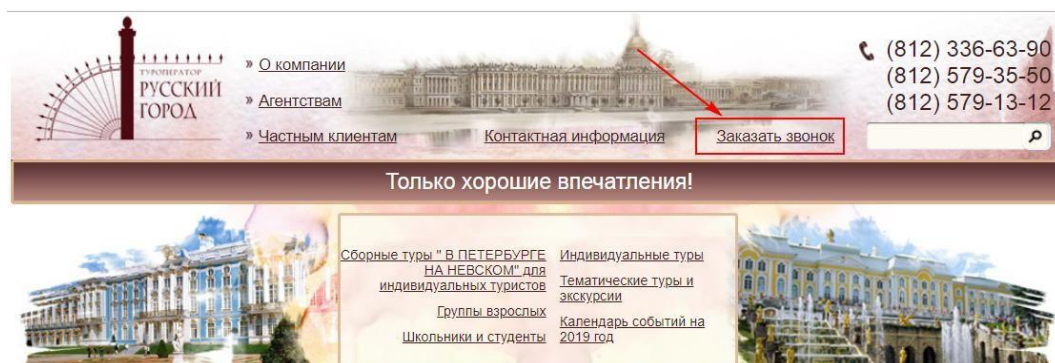 ТУРОПЕРАТОР
РУССКИЙ
ГОРОД
» О компании
» Агентствам
» Частным клиентам
Контактная информация
Заказать звонок
(812) 336-63-90
(812) 579-35-50
(812) 579-13-12
Только хорошие впечатления!
Сборные туры " В ПЕТЕРБУРГЕ
НА НЕВСКОМ" для
индивидуальных туристов
Группы взрослых
Школьники и студенты
Индивидуальные туры
Тематические туры и
экскурсии
Календарь событий на
2019 год